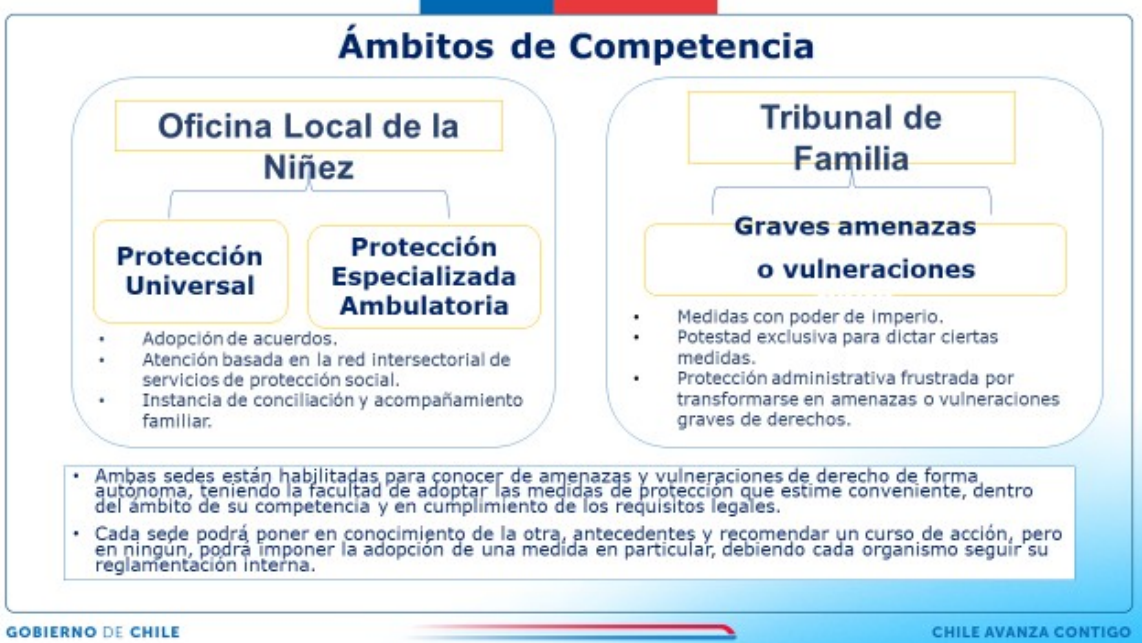 Ámbitos de Competencia
Oficina Local de la
Niñez
Protección
Universal
Protección
Especializada
Ambulatoria
• Adopción de acuerdos.
• Atención basada en la red intersectorial de
servicios de protección social.
• Instancia de conciliación y acompañamiento
familiar.
Tribunal de
Familia
Graves amenazas
o vulneraciones
• Medidas con poder de imperio.
• Potestad exclusiva para dictar ciertas
medidas.
• Protección administrativa frustrada por
transformarse en amenazas o vulneraciones
graves de derechos.
• Ambas sedes están habilitadas para conocer de amenazas y vulneraciones de derecho de forma
autónoma, teniendo la facultad de adoptar las medidas de protección que estime conveniente, dentro
del ámbito de su competencia y en cumplimiento de los requisitos legales.
• Cada sede podrá poner en conocimiento de la otra, antecedentes y recomendar un curso de acción, pero
en ningún, podrá imponer la adopción de una medida en particular, debiendo cada organismo seguir su
reglamentación interna.
GOBIERNO DE CHILE
CHILE AVANZA CONTIGO